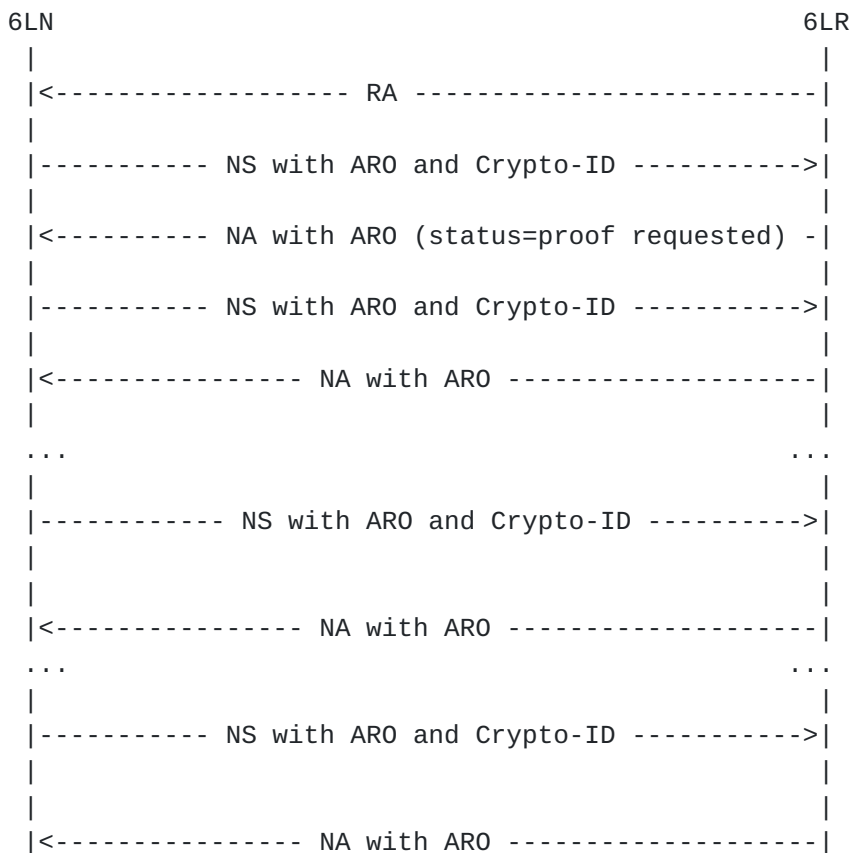 6LN 6LR
| |
|<------------------- RA --------------------------|
| |
|----------- NS with ARO and Crypto-ID ----------->|
| |
|<---------- NA with ARO (status=proof requested) -|
| |
|----------- NS with ARO and Crypto-ID ----------->|
| |
|<---------------- NA with ARO --------------------|
| |
... ...
| |
|------------ NS with ARO and Crypto-ID ---------->|
| |
| |
|<---------------- NA with ARO --------------------|
... ...
| |
|----------- NS with ARO and Crypto-ID ----------->|
| |
| |
|<---------------- NA with ARO --------------------|